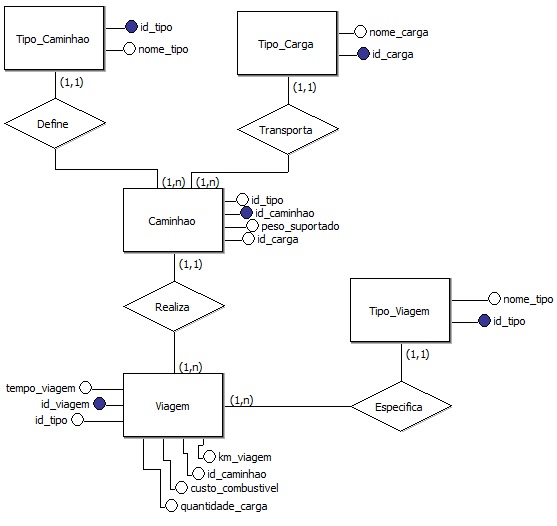 Tipo_Caminhao
id_tipo
nome_tipo
(1,1)
Define
Tipo_Carga
nome_carga
id_carga
(1,1)
Transporta
(1,n)
(1,n)
Caminhao
id_tipo
id_caminhao
peso_suportado
id_carga
(1,1)
Realiza
Tipo_Viagem
nome_tipo
id_tipo
(1,1)
Especifica
(1,n)
(1,n)
tempo_viagem
id_viagem
id_tipo
Viagem
km_viagem
id_caminhao
custo_combustivel
quantidade_carga